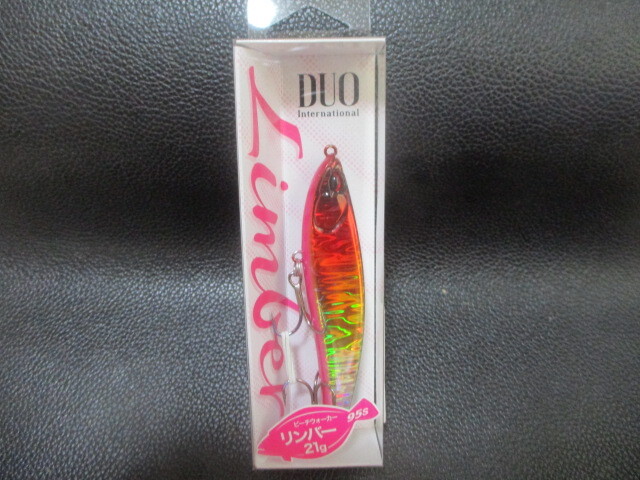 DUO
International
Limber
ビーチウォーカー
リンバー
95S
21g